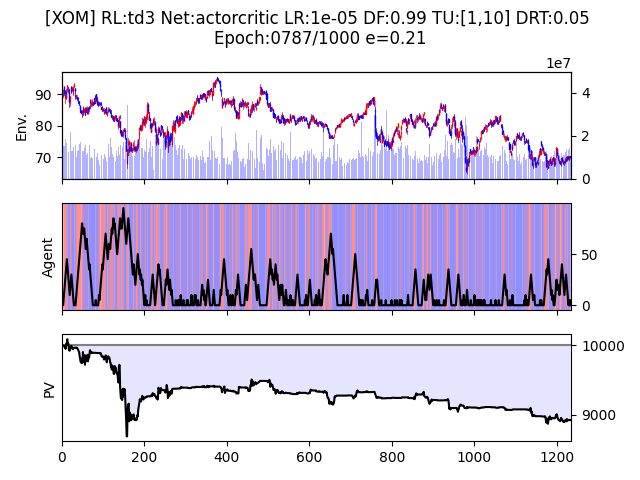 [XOM] RL:td3 Net:actorcritic LR:1e-05 DF:0.99 TU:[1,10] DRT:0.05
Epoch:0787/1000 e=0.21
1e7
90
80
70
Env.
4
2
0
Agent
50
0
PV
10000
9000
0
200
400
600
800
1000
1200